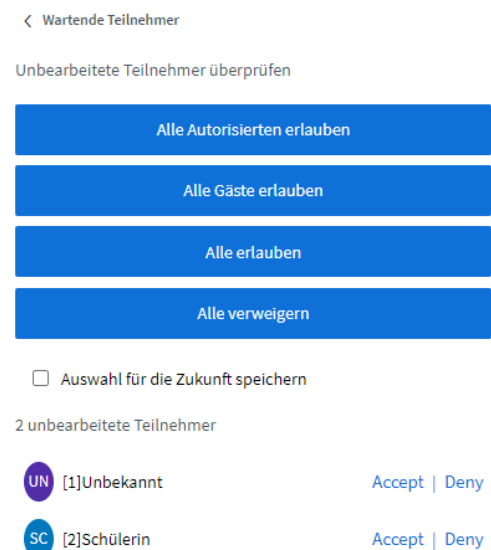 Wartende Teilnehmer
Unbearbeitete Teilnehmer überprüfen
Alle Autorisierten erlauben
Alle Gäste erlauben
Alle erlauben
Alle verweigern
Auswahl für die Zukunft speichern
2 unbearbeitete Teilnehmer
UN [1]Unbekannt Accept | Deny
SC [2]Schülerin Accept | Deny